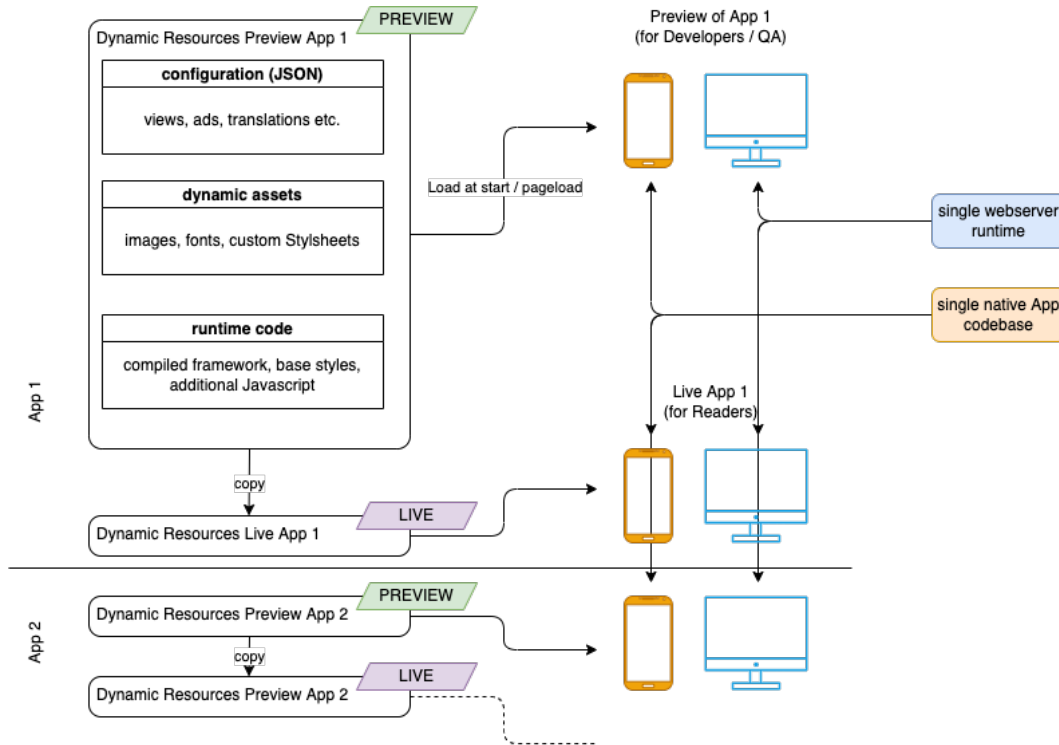 PREVIEW
Dynamic Resources Preview App 1
configuration (JSON)
views, ads, translations etc.
dynamic assets
images, fonts, custom Stylsheets
runtime code
compiled framework, base styles,
additional Javascript
App 1
Load at start / pageload
Preview of App 1
(for Developers / QA)
single webserver
runtime
single native App
codebase
Live App 1
(for Readers)
copy
LIVE
Dynamic Resources Live App 1
PREVIEW
Dynamic Resources Preview App 2
App 2
copy
LIVE
Dynamic Resources Preview App 2